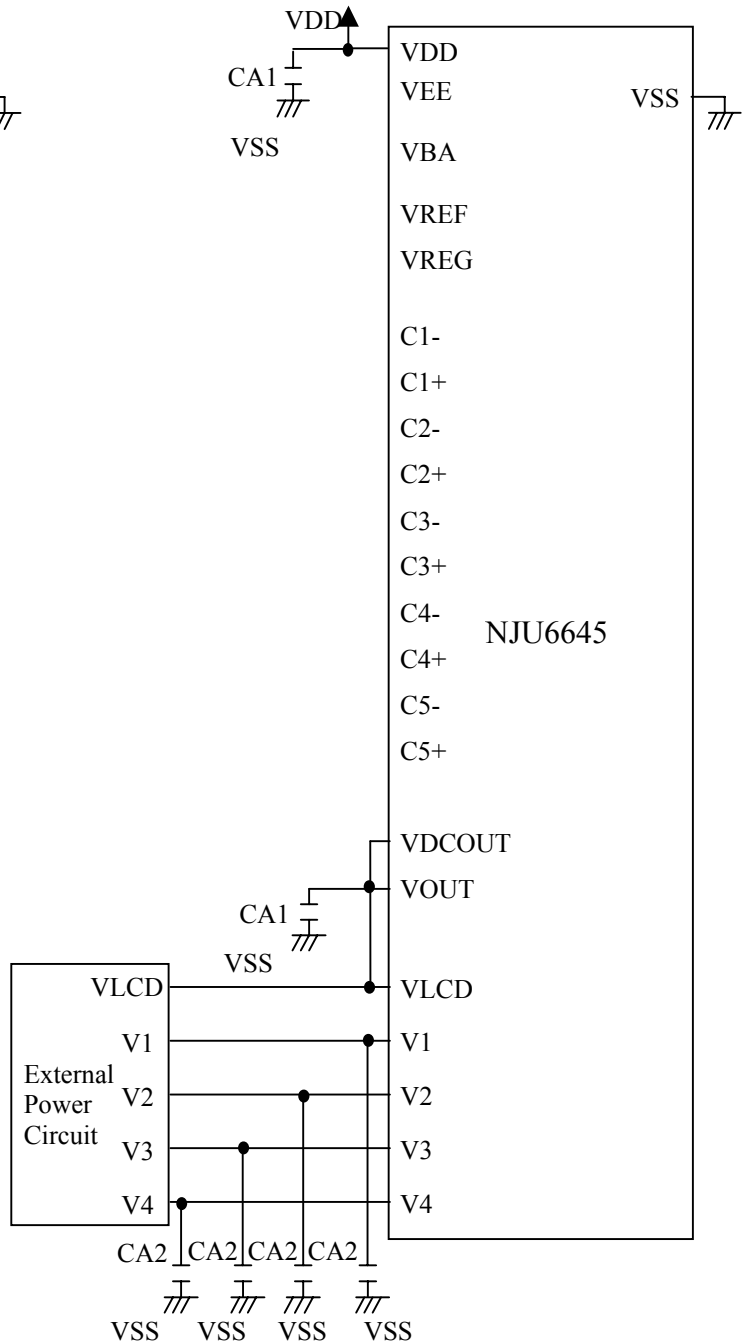 VDD
CA1
VSS
VDD
VEE
VSS
VBA
VREF
VREG
C1-
C1+
C2-
C2+
C3-
C3+
C4-
C4+
C5-
C5+
NJU6645
VDCOUT
VOUT
CA1
VSS
VLCD
V1
V2
V3
V4
External
Power
Circuit
VLCD
V1
V2
V3
V4
CA2 CA2 CA2 CA2
VSS VSS VSS VSS